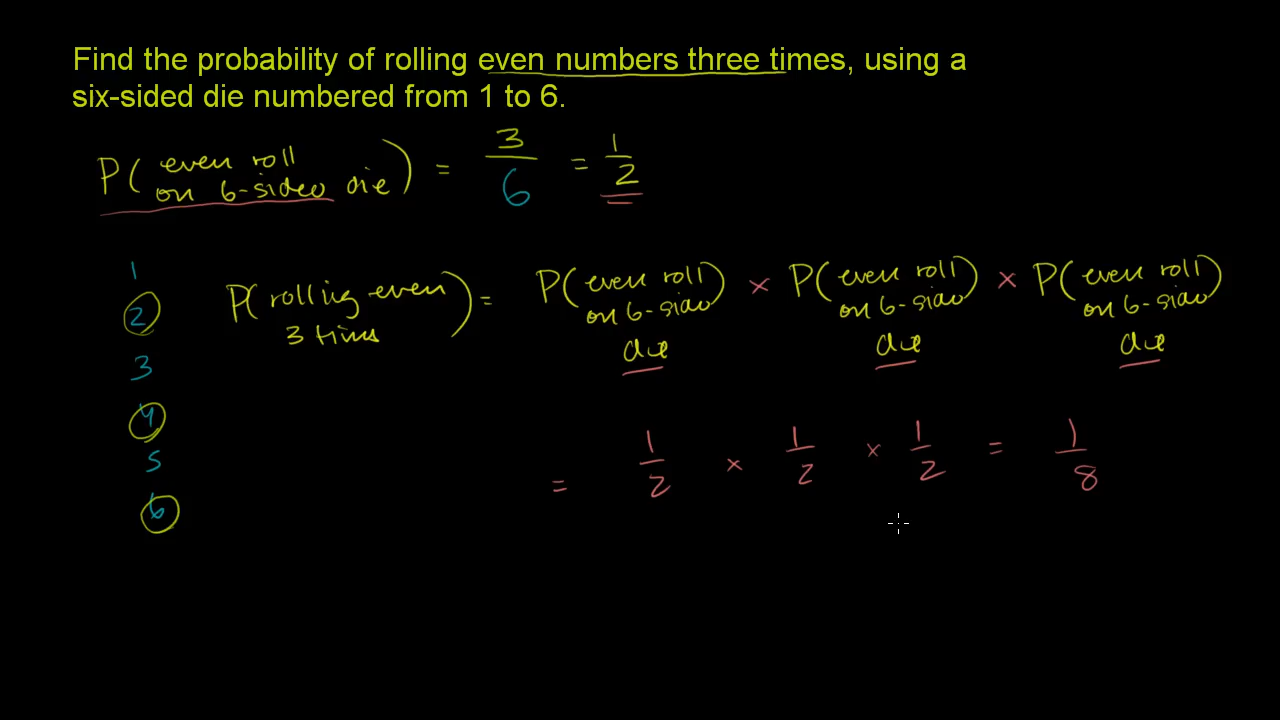 Find the probability of rolling even numbers three times, using a
six-sided die numbered from 1 to 6.
P(even roll on 6-sided die) = 3/6 = 1/2
1
2
3
4
5
6
P(rolling even 3 times) = P(even roll on 6-side die) × P(even roll on 6-side die) × P(even roll on 6-side die)
= 1/2 × 1/2 × 1/2 = 1/8